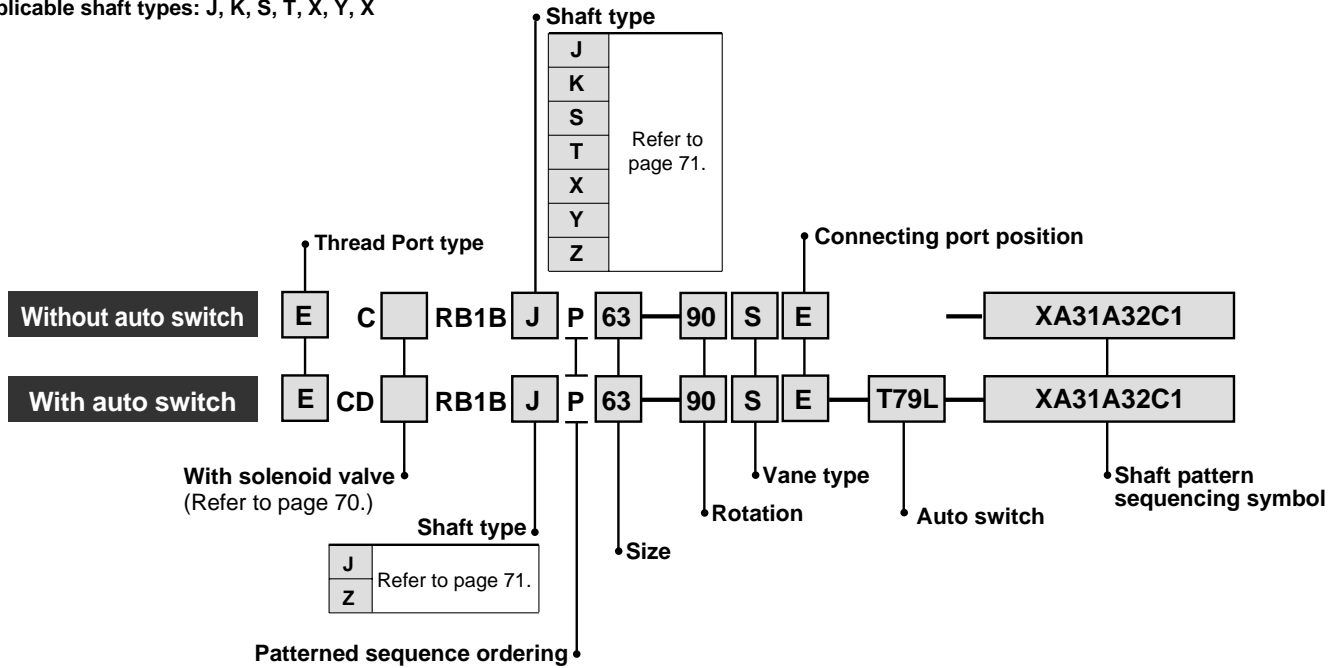 plicable shaft types: J, K, S, T, X, Y, X
Shaft type
J
K
S
T
X
Y
Z
Refer to
page 71.
Thread Port type
Connecting port position
Without auto switch E C RB1B J P 63 90 S E XA31A32C1
With auto switch E CD RB1B J P 63 90 S E T79L XA31A32C1
With solenoid valve
(Refer to page 70.)
Vane type
Shaft pattern
sequencing symbol
Rotation
Auto switch
Shaft type
Size
J
Z
Refer to page 71.
Patterned sequence ordering